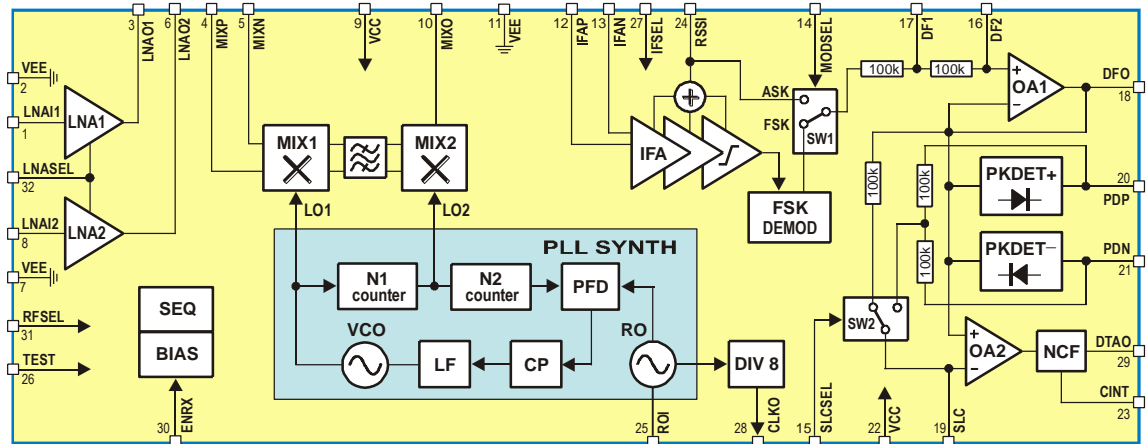 3 LNAO1
6 LNAO2
4 MIXP
5 MIXN
9 VCC
10 MIXO
11 VEE
12 IFAP
13 IFAN
27 IFSEL
24 RSSI
14 MODSEL
17 DF1
16 DF2
VEE
2
LNAI1
1
LNASEL
32
LNAI2
8
VEE
7
RFSEL
31
TEST
26
LNA1
LNA2
MIX1
MIX2
LO1
LO2
IFA
+
ASK
FSK
SW1
FSK
DEMOD
100k
100k
+
−
OA1
DFO
18
100k
100k
100k
PKDET+
20
PDP
PKDET−
PDN
21
SW2
+
−
OA2
NCF
DTAO
29
CINT
23
PLL SYNTH
N1
counter
N2
counter
PFD
VCO
LF
CP
RO
DIV 8
SEQ
BIAS
30 ENRX
25 ROI
28 CLKO
15 SLCSEL
22 VCC
19 SLC